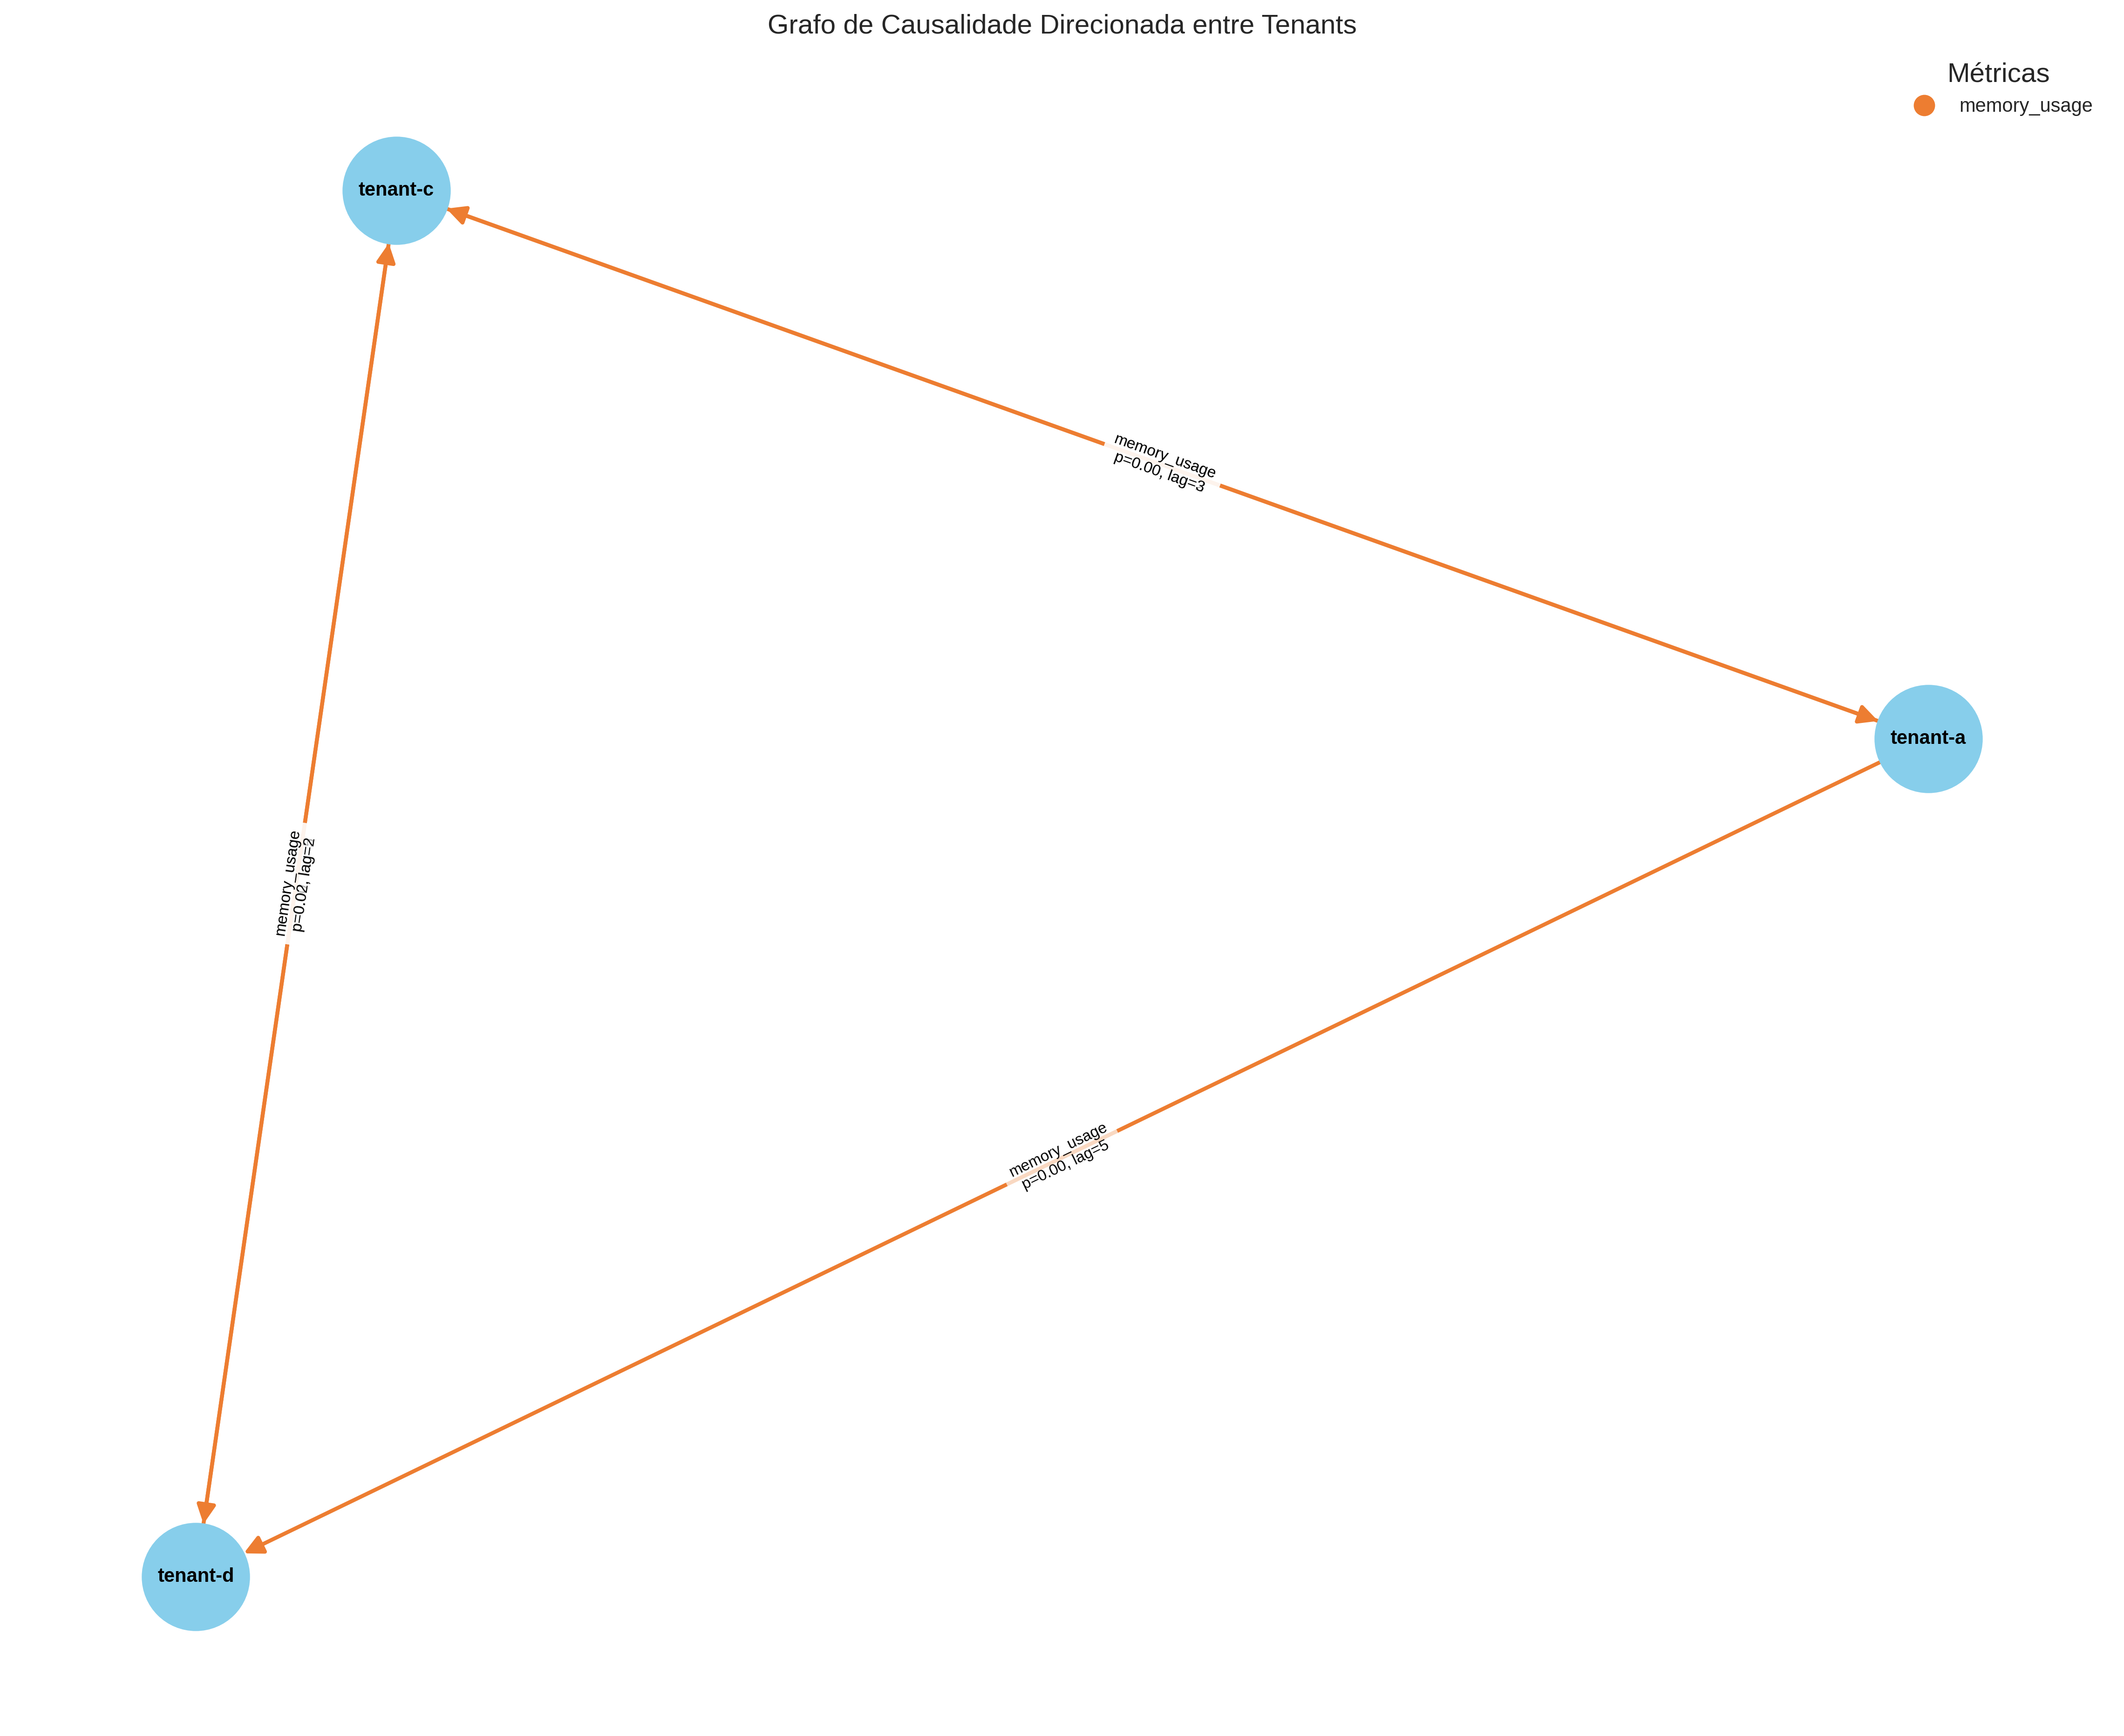 Grafo de Causalidade Direcionada entre Tenants
Métricas
memory_usage
tenant-c
memory_usage
p=0.00, lag=3
tenant-a
memory_usage
p=0.02, lag=2
memory_usage
p=0.00, lag=5
tenant-d